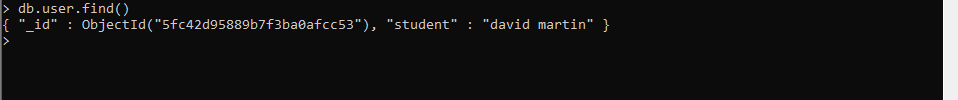 > db.user.find()
{ "_id" : ObjectId("5fc42d95889b7f3ba0afcc53"), "student" : "david martin" }
>